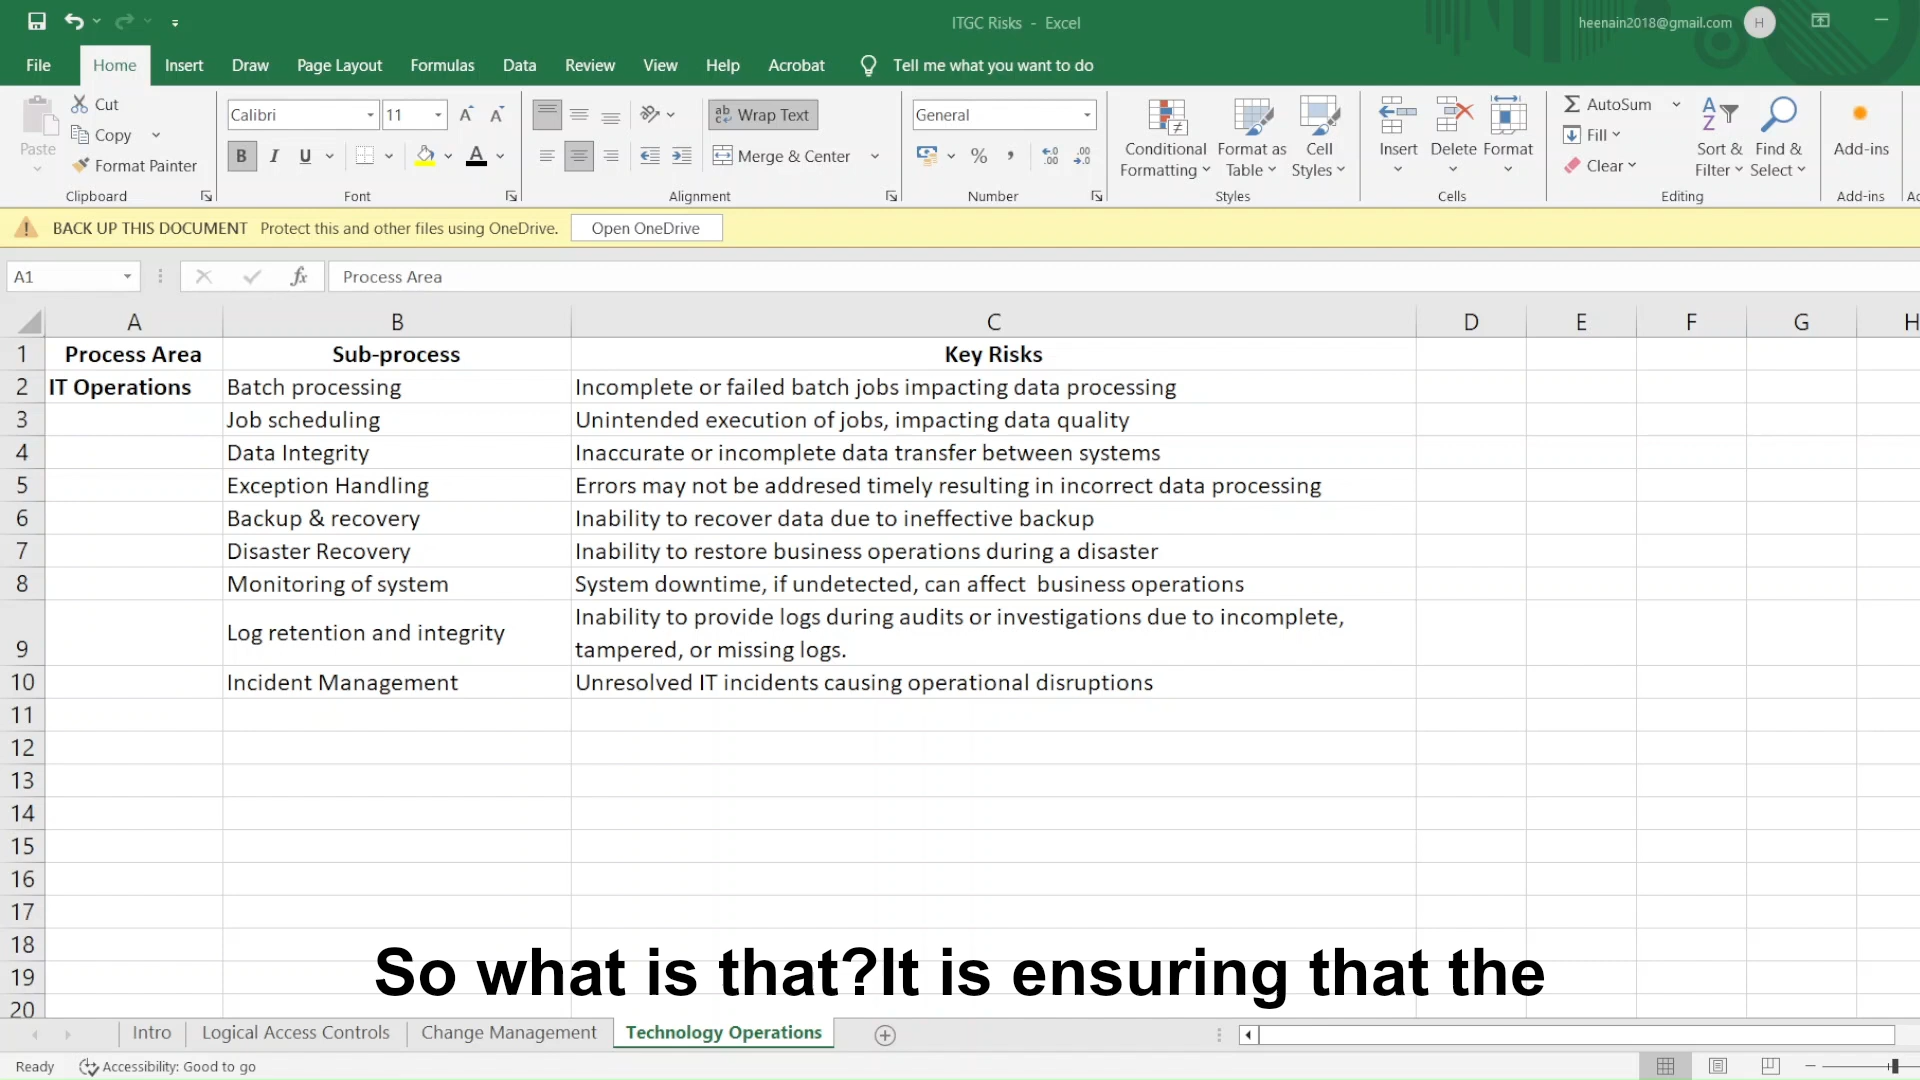 ITGC Risks - Excel
heenain2018@gmail.com
H
File Home Insert Draw Page Layout Formulas Data Review View Help Acrobat Tell me what you want to do
Paste
Cut
Copy
Format Painter
Clipboard
Calibri 11
B I U
Font
ab Wrap Text
Merge & Center
Alignment
General
%
Number
Conditional Formatting
Format as Table
Cell Styles
Styles
Insert Delete Format
Cells
AutoSum
Fill
Clear
Sort & Filter
Find & Select
Editing
Add-ins
Add-ins
BACK UP THIS DOCUMENT Protect this and other files using OneDrive. Open OneDrive
A1 fx Process Area
A B C D E F G H
1 Process Area Sub-process Key Risks
2 IT Operations Batch processing Incomplete or failed batch jobs impacting data processing
3 Job scheduling Unintended execution of jobs, impacting data quality
4 Data Integrity Inaccurate or incomplete data transfer between systems
5 Exception Handling Errors may not be addresed timely resulting in incorrect data processing
6 Backup & recovery Inability to recover data due to ineffective backup
7 Disaster Recovery Inability to restore business operations during a disaster
8 Monitoring of system System downtime, if undetected, can affect  business operations
9 Log retention and integrity Inability to provide logs during audits or investigations due to incomplete,
tampered, or missing logs.
10 Incident Management Unresolved IT incidents causing operational disruptions
11
12
13
14
15
16
17
18
19
20
So what is that?It is ensuring that the
Intro Logical Access Controls Change Management Technology Operations
Ready Accessibility: Good to go